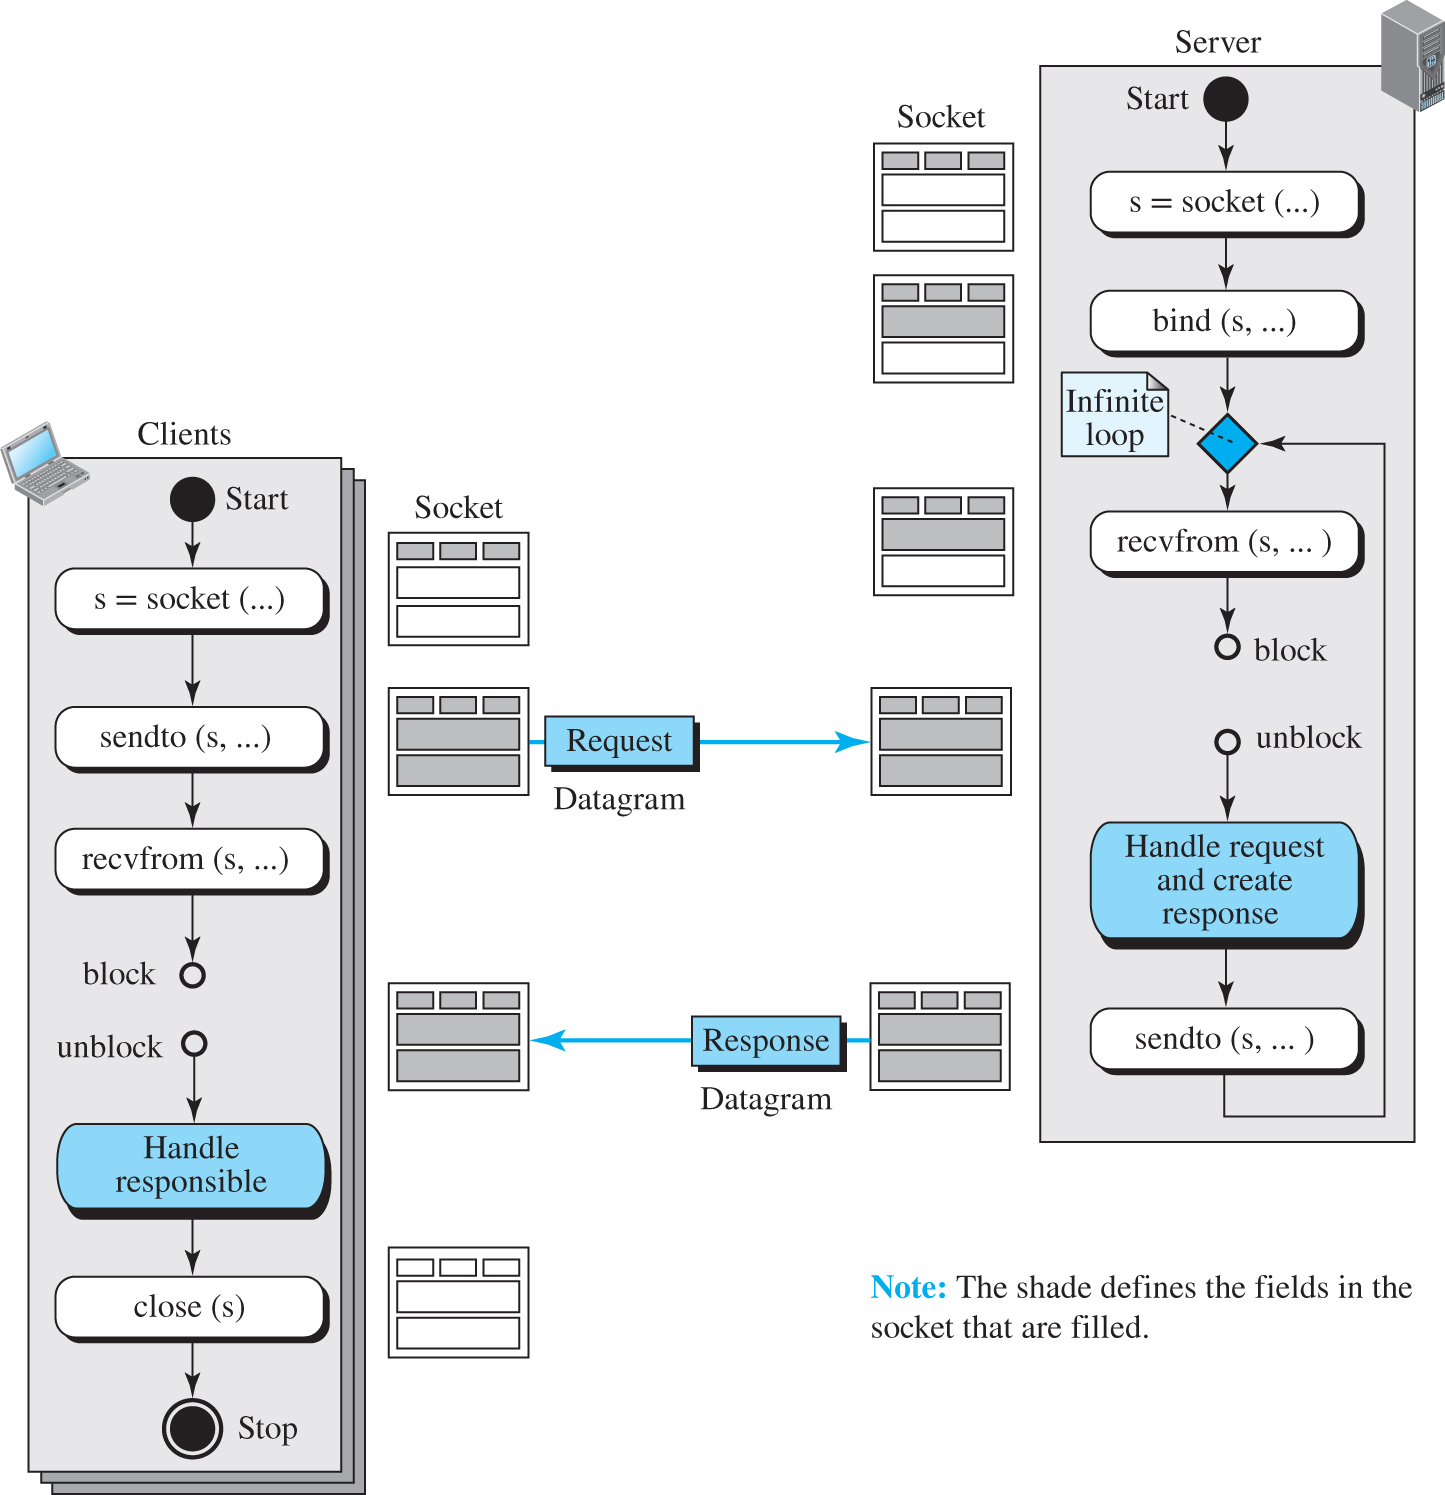 Server
Start
Socket
s = socket (...)
bind (s, ...)
Infinite
loop
recvfrom (s, ... )
block
unblock
Handle request
and create
response
sendto (s, ... )
Clients
Start
Socket
s = socket (...)
sendto (s, ...)
Request
Datagram
recvfrom (s, ...)
block
unblock
Response
Datagram
Handle
responsible
close (s)
Stop
Note: The shade defines the fields in the
socket that are filled.